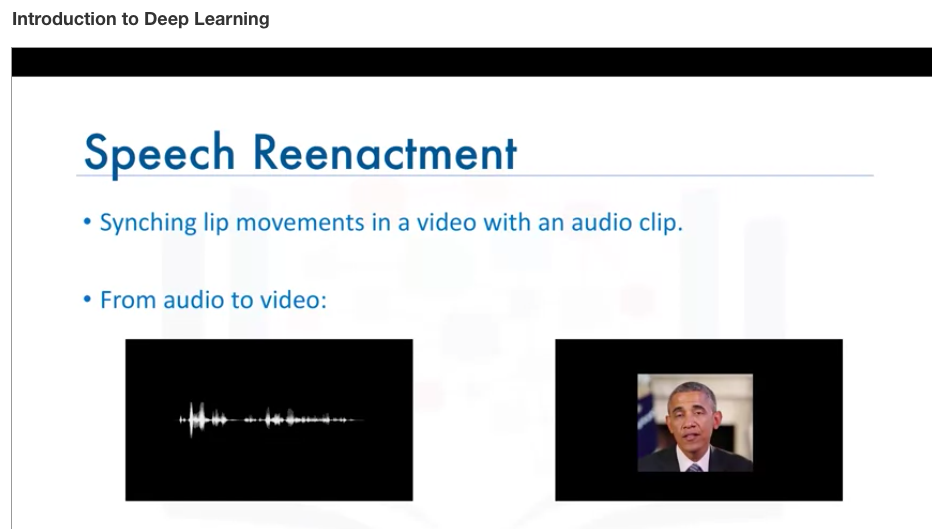 Introduction to Deep Learning
Speech Reenactment
• Synching lip movements in a video with an audio clip.
• From audio to video: